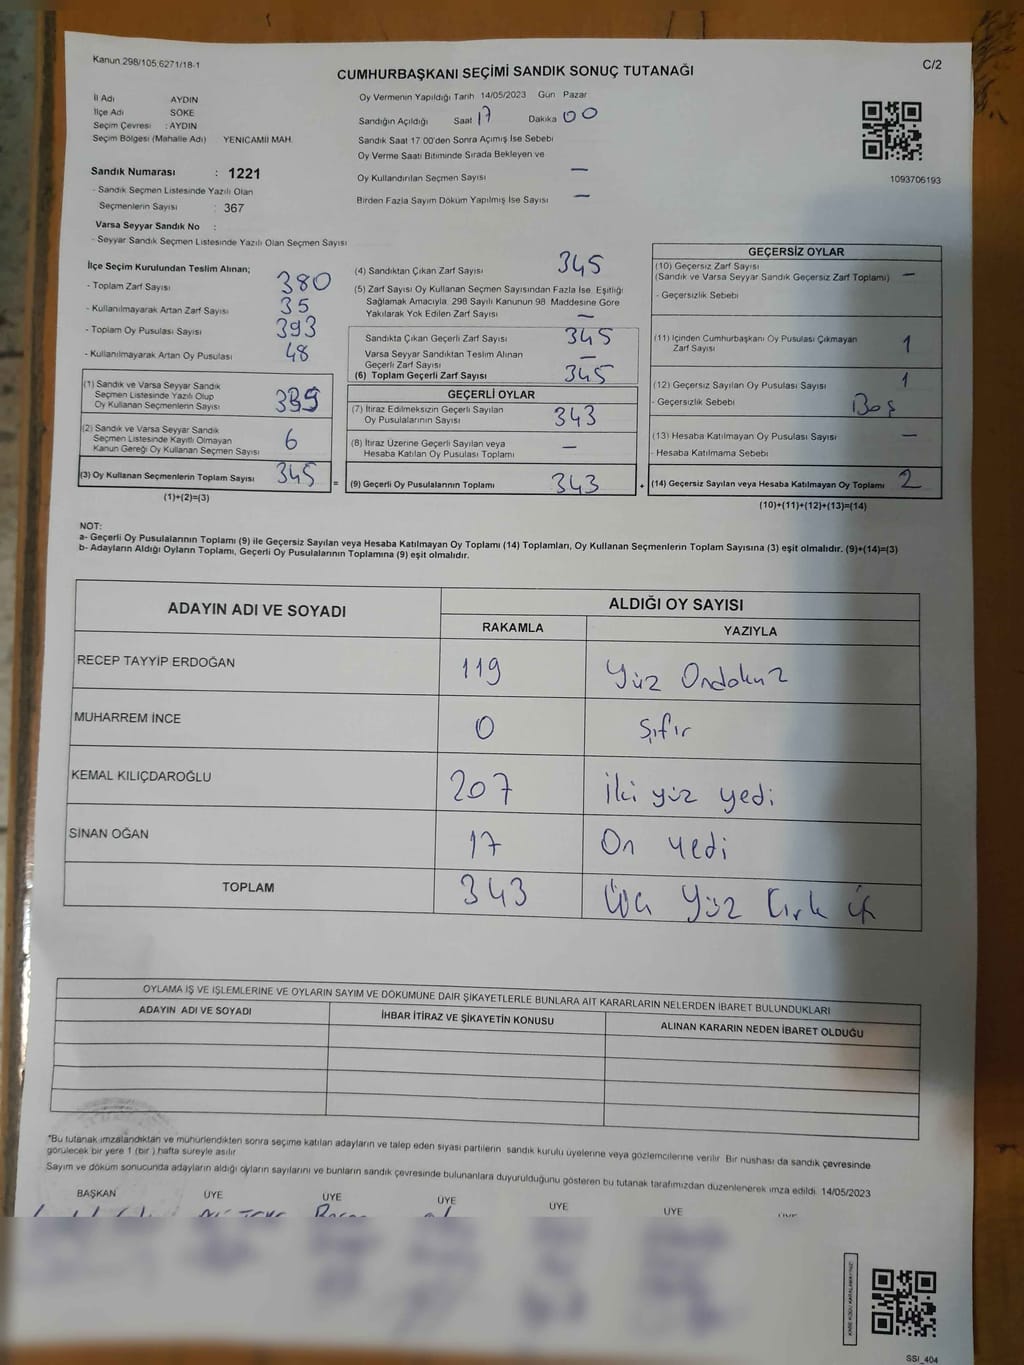 Kanun 298/105;6271/18-1
C/2
CUMHURBAŞKANI SEÇİMİ SANDIK SONUÇ TUTANAĞI
İl Adı AYDIN
İlçe Adı SÖKE
Seçim Çevresi : AYDIN
Seçim Bölgesi (Mahalle Adı) YENİCAMİİ MAH.
Sandık Numarası : 1221
- Sandık Seçmen Listesinde Yazılı Olan
Seçmenlerin Sayısı : 367
Varsa Seyyar Sandık No :
- Seyyar Sandık Seçmen Listesinde Yazılı Olan Seçmen Sayısı
Oy Vermenin Yapıldığı Tarih 14/05/2023 Gün Pazar
Sandığın Açıldığı Saat 17 Dakika 00
Sandık Saat 17 00'den Sonra Açımış İse Sebebi
Oy Verme Saati Bitiminde Sırada Bekleyen ve
Oy Kullandırılan Seçmen Sayısı —
Birden Fazla Sayım Döküm Yapılmış İse Sayısı —
1093706193
İlçe Seçim Kurulundan Teslim Alınan;
- Toplam Zarf Sayısı 380
- Kullanılmayarak Artan Zarf Sayısı 35
- Toplam Oy Pusulası Sayısı 393
- Kullanılmayarak Artan Oy Pusulası 48
(1) Sandık ve Varsa Seyyar Sandık
Seçmen Listesinde Yazılı Olup
Oy Kullanan Seçmenlerin Sayısı 339
(2) Sandık ve Varsa Seyyar Sandık
Seçmen Listesinde Kayıtlı Olmayan
Kanun Gereği Oy Kullanan Seçmen Sayısı 6
(3) Oy Kullanan Seçmenlerin Toplam Sayısı 345
(1)+(2)=(3)
(4) Sandıktan Çıkan Zarf Sayısı 345
(5) Zarf Sayısı Oy Kullanan Seçmen Sayısından Fazla İse, Eşitliği
Sağlamak Amacıyla, 298 Sayılı Kanunun 98. Maddesine Göre
Yakılarak Yok Edilen Zarf Sayısı —
Sandıkta Çıkan Geçerli Zarf Sayısı 345
Varsa Seyyar Sandıktan Teslim Alınan
Geçerli Zarf Sayısı —
(6) Toplam Geçerli Zarf Sayısı 345
GEÇERLİ OYLAR
(7) İtiraz Edilmeksizin Geçerli Sayılan
Oy Pusulalarının Sayısı 343
(8) İtiraz Üzerine Geçerli Sayılan veya
Hesaba Katılan Oy Pusulası Toplamı —
= (9) Geçerli Oy Pusulalarının Toplamı 343 +
GEÇERSİZ OYLAR
(10) Geçersiz Zarf Sayısı —
(Sandık ve Varsa Seyyar Sandık Geçersiz Zarf Toplamı)
- Geçersizlik Sebebi
(11) İçinden Cumhurbaşkanı Oy Pusulası Çıkmayan
Zarf Sayısı 1
(12) Geçersiz Sayılan Oy Pusulası Sayısı 1
- Geçersizlik Sebebi Boş
(13) Hesaba Katılmayan Oy Pusulası Sayısı —
- Hesaba Katılmama Sebebi
(14) Geçersiz Sayılan veya Hesaba Katılmayan Oy Toplamı 2
(10)+(11)+(12)+(13)=(14)
NOT:
a- Geçerli Oy Pusulalarının Toplamı (9) ile Geçersiz Sayılan veya Hesaba Katılmayan Oy Toplamı (14) Toplamları, Oy Kullanan Seçmenlerin Toplam Sayısına (3) eşit olmalıdır. (9)+(14)=(3)
b- Adayların Aldığı Oyların Toplamı, Geçerli Oy Pusulalarının Toplamına (9) eşit olmalıdır.
ADAYIN ADI VE SOYADI ALDIĞI OY SAYISI
RAKAMLA YAZIYLA
RECEP TAYYİP ERDOĞAN 119 Yüz Ondokuz
MUHARREM İNCE 0 Sıfır
KEMAL KILIÇDAROĞLU 207 İki yüz yedi
SİNAN OĞAN 17 On yedi
TOPLAM 343 Üç Yüz Kırk üç
OYLAMA İŞ VE İŞLEMLERİNE VE OYLARIN SAYIM VE DÖKÜMÜNE DAİR ŞİKAYETLERLE BUNLARA AİT KARARLARIN NELERDEN İBARET BULUNDUKLARI
ADAYIN ADI VE SOYADI İHBAR İTİRAZ VE ŞİKAYETİN KONUSU ALINAN KARARIN NEDEN İBARET OLDUĞU
*Bu tutanak imzalandıktan ve mühürlendikten sonra seçime katılan adayların ve talep eden siyasi partilerin sandık kurulu üyelerine veya gözlemcilerine verilir. Bir nüshası da sandık çevresinde
görülecek bir yere 1 (bir ) hafta süreyle asılır
Sayım ve döküm sonucunda adayların aldığı oyların sayılarını ve bunların sandık çevresinde bulunanlara duyurulduğunu gösteren bu tutanak tarafımızdan düzenlenerek imza edildi. 14/05/2023
BAŞKAN ÜYE ÜYE ÜYE ÜYE ÜYE
SSI_404